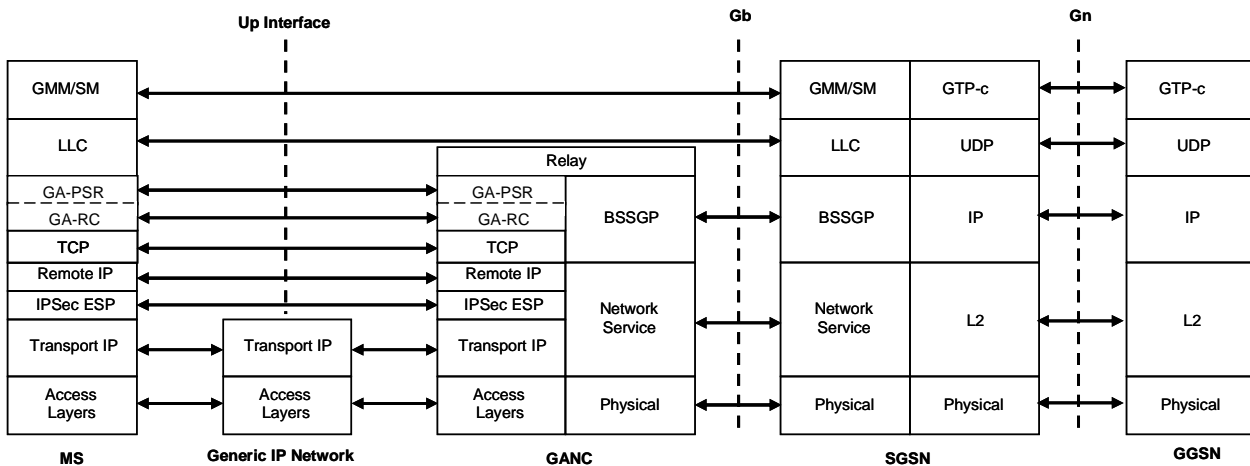 Up Interface
Gb
Gn
GMM/SM
GMM/SM
GTP-c
GTP-c
LLC
LLC
UDP
UDP
Relay
GA-PSR
GA-PSR
GA-RC
GA-RC
BSSGP
BSSGP
IP
IP
TCP
TCP
Remote IP
Remote IP
IPSec ESP
IPSec ESP
Network
Service
Network
Service
L2
L2
Transport IP
Transport IP
Transport IP
Access
Layers
Access
Layers
Access
Layers
Physical
Physical
Physical
Physical
MS
Generic IP Network
GANC
SGSN
GGSN